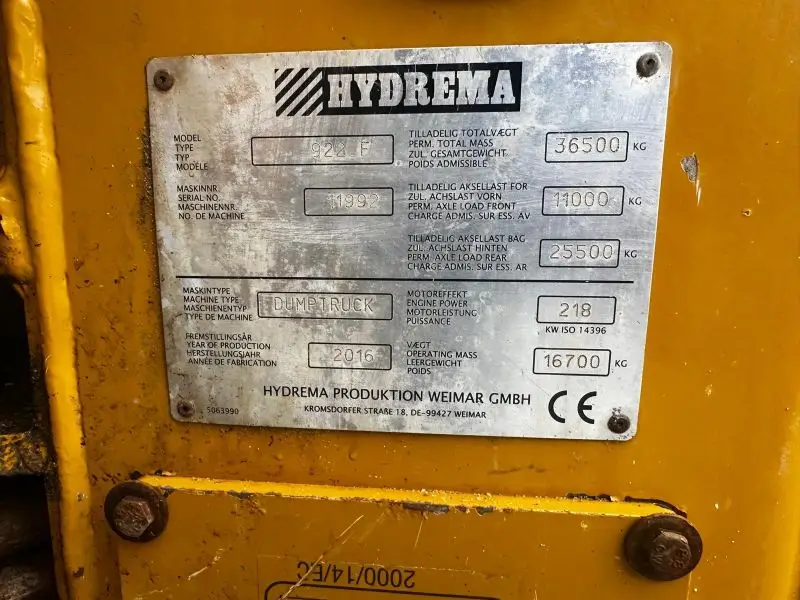 HYDREMA
MODEL
TYPE
TYP
MODÈLE
922 F
TILLADELIG TOTALVÆGT
PERM. TOTAL MASS
ZUL. GESAMTGEWICHT
POIDS ADMISSIBLE
36500 KG
MASKINNR.
SERIAL NO.
MASCHINENNR.
NO. DE MACHINE
11992
TILLADELIG AKSELLAST FOR
ZUL. ACHSLAST VORN
PERM. AXLE LOAD FRONT
CHARGE ADMIS. SUR ESS. AV
11000 KG
TILLADELIG AKSELLAST BAG
ZUL. ACHSLAST HINTEN
PERM. AXLE LOAD REAR
CHARGE ADMIS. SUR ESS. AR
25500 KG
MASKINTYPE
MACHINE TYPE
MASCHIENENTYP
TYPE DE MACHINE
DUMPTRUCK
MOTOREFFEKT
ENGINE POWER
MOTORLEISTUNG
PUISSANCE
218
KW ISO 14396
FREMSTILLINGSÅR
YEAR OF PRODUCTION
HERSTELLUNGSJAHR
ANNÉE DE FABRICATION
2016
VÆGT
OPERATING MASS
LEERGEWICHT
POIDS
16700 KG
HYDREMA PRODUKTION WEIMAR GMBH
KROMSDORFER STRAßE 18, DE-99427 WEIMAR
CE
5063990
2000/14/EC